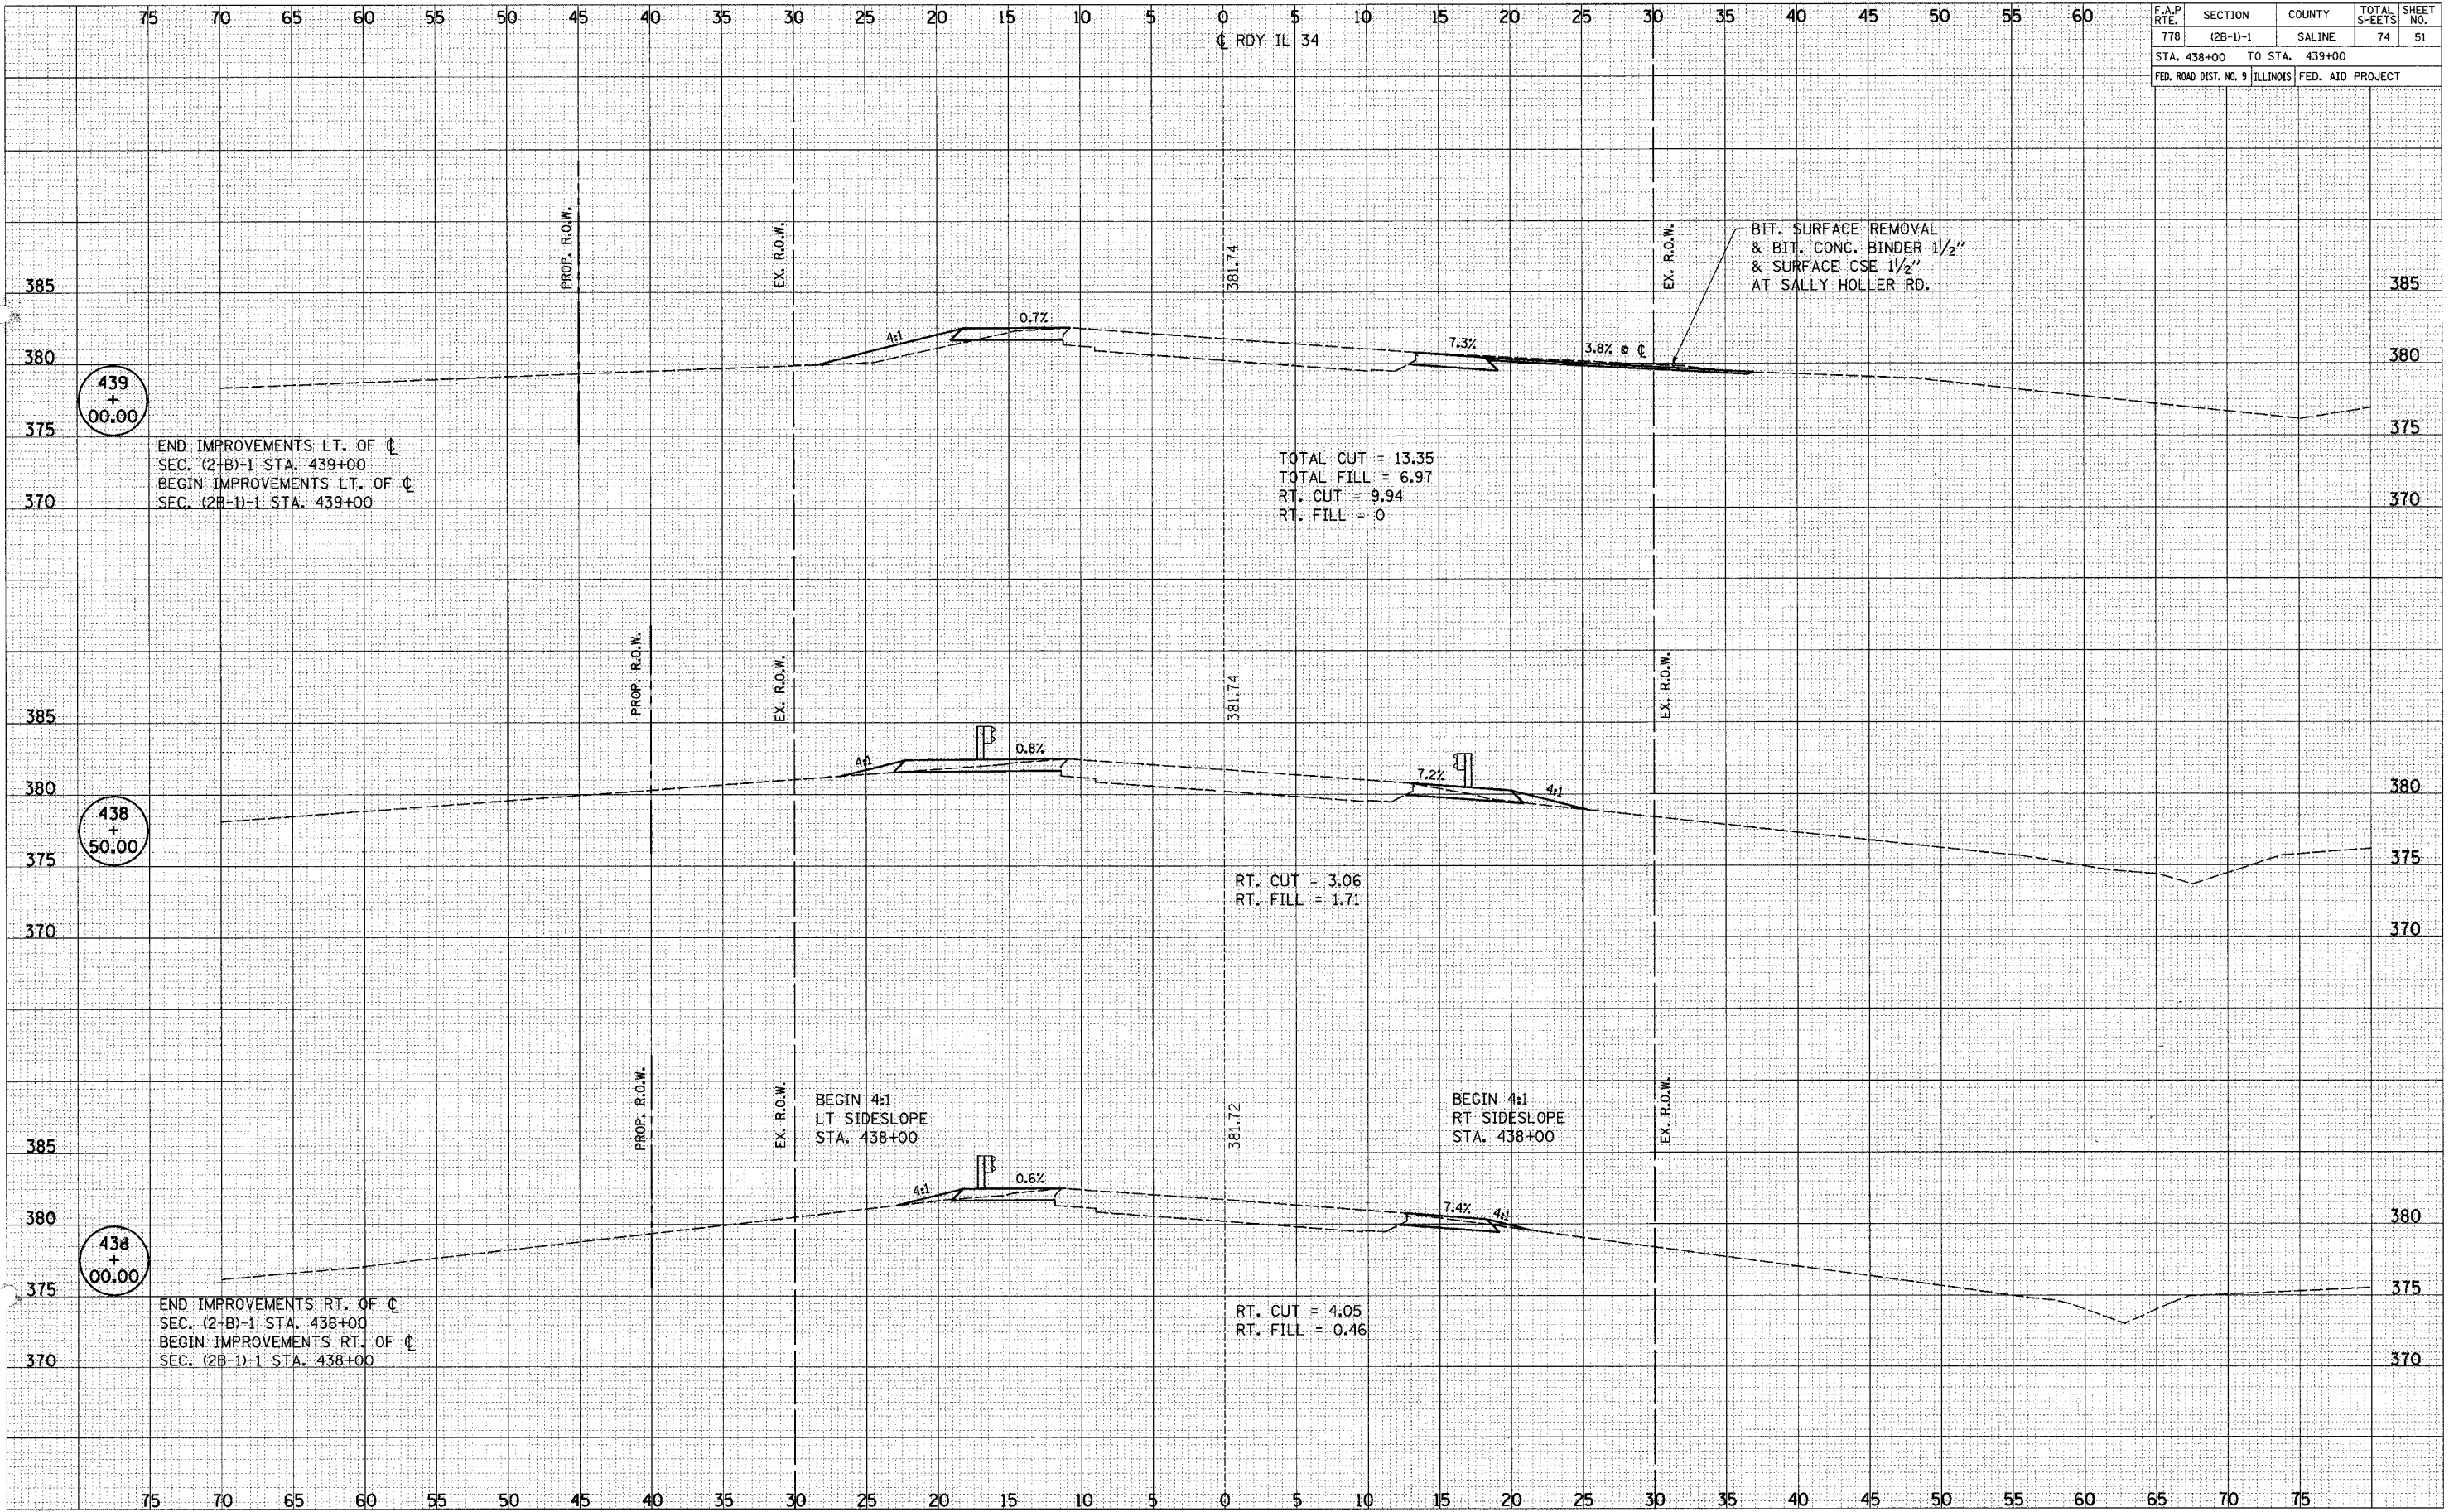 75 70 65 60 55 50 45 40 35 30 25 20 15 10 5 0 5 10 15 20 25 30 35 40 45 50 55 60
F.A.P RTE. SECTION COUNTY TOTAL SHEETS SHEET NO.
778 (2B-1)-1 SALINE 74 51
STA. 438+00 TO STA. 439+00
FED. ROAD DIST. NO. 9 ILLINOIS FED. AID PROJECT
℄ RDY IL 34
PROP. R.O.W.
EX. R.O.W.
381.74
EX. R.O.W.
BIT. SURFACE REMOVAL
& BIT. CONC. BINDER 1½"
& SURFACE CSE 1½"
AT SALLY HOLLER RD.
385 385
4:1 0.7% 7.3% 3.8% @ ℄
380 380
439
+
00.00
375 375
END IMPROVEMENTS LT. OF ℄
SEC. (2-B)-1 STA. 439+00
BEGIN IMPROVEMENTS LT. OF ℄
SEC. (2B-1)-1 STA. 439+00
TOTAL CUT = 13.35
TOTAL FILL = 6.97
RT. CUT = 9.94
RT. FILL = 0
370 370
PROP. R.O.W.
EX. R.O.W.
381.74
EX. R.O.W.
385 385
4:1 0.8% 7.2% 4:1
380 380
438
+
50.00
375 375
RT. CUT = 3.06
RT. FILL = 1.71
370 370
PROP. R.O.W.
EX. R.O.W.
BEGIN 4:1
LT SIDESLOPE
STA. 438+00
381.72
BEGIN 4:1
RT SIDESLOPE
STA. 438+00
EX. R.O.W.
385 385
4:1 0.6% 7.4% 4:1
380 380
438
+
00.00
375 375
END IMPROVEMENTS RT. OF ℄
SEC. (2-B)-1 STA. 438+00
BEGIN IMPROVEMENTS RT. OF ℄
SEC. (2B-1)-1 STA. 438+00
RT. CUT = 4.05
RT. FILL = 0.46
370 370
75 70 65 60 55 50 45 40 35 30 25 20 15 10 5 0 5 10 15 20 25 30 35 40 45 50 55 60 65 70 75